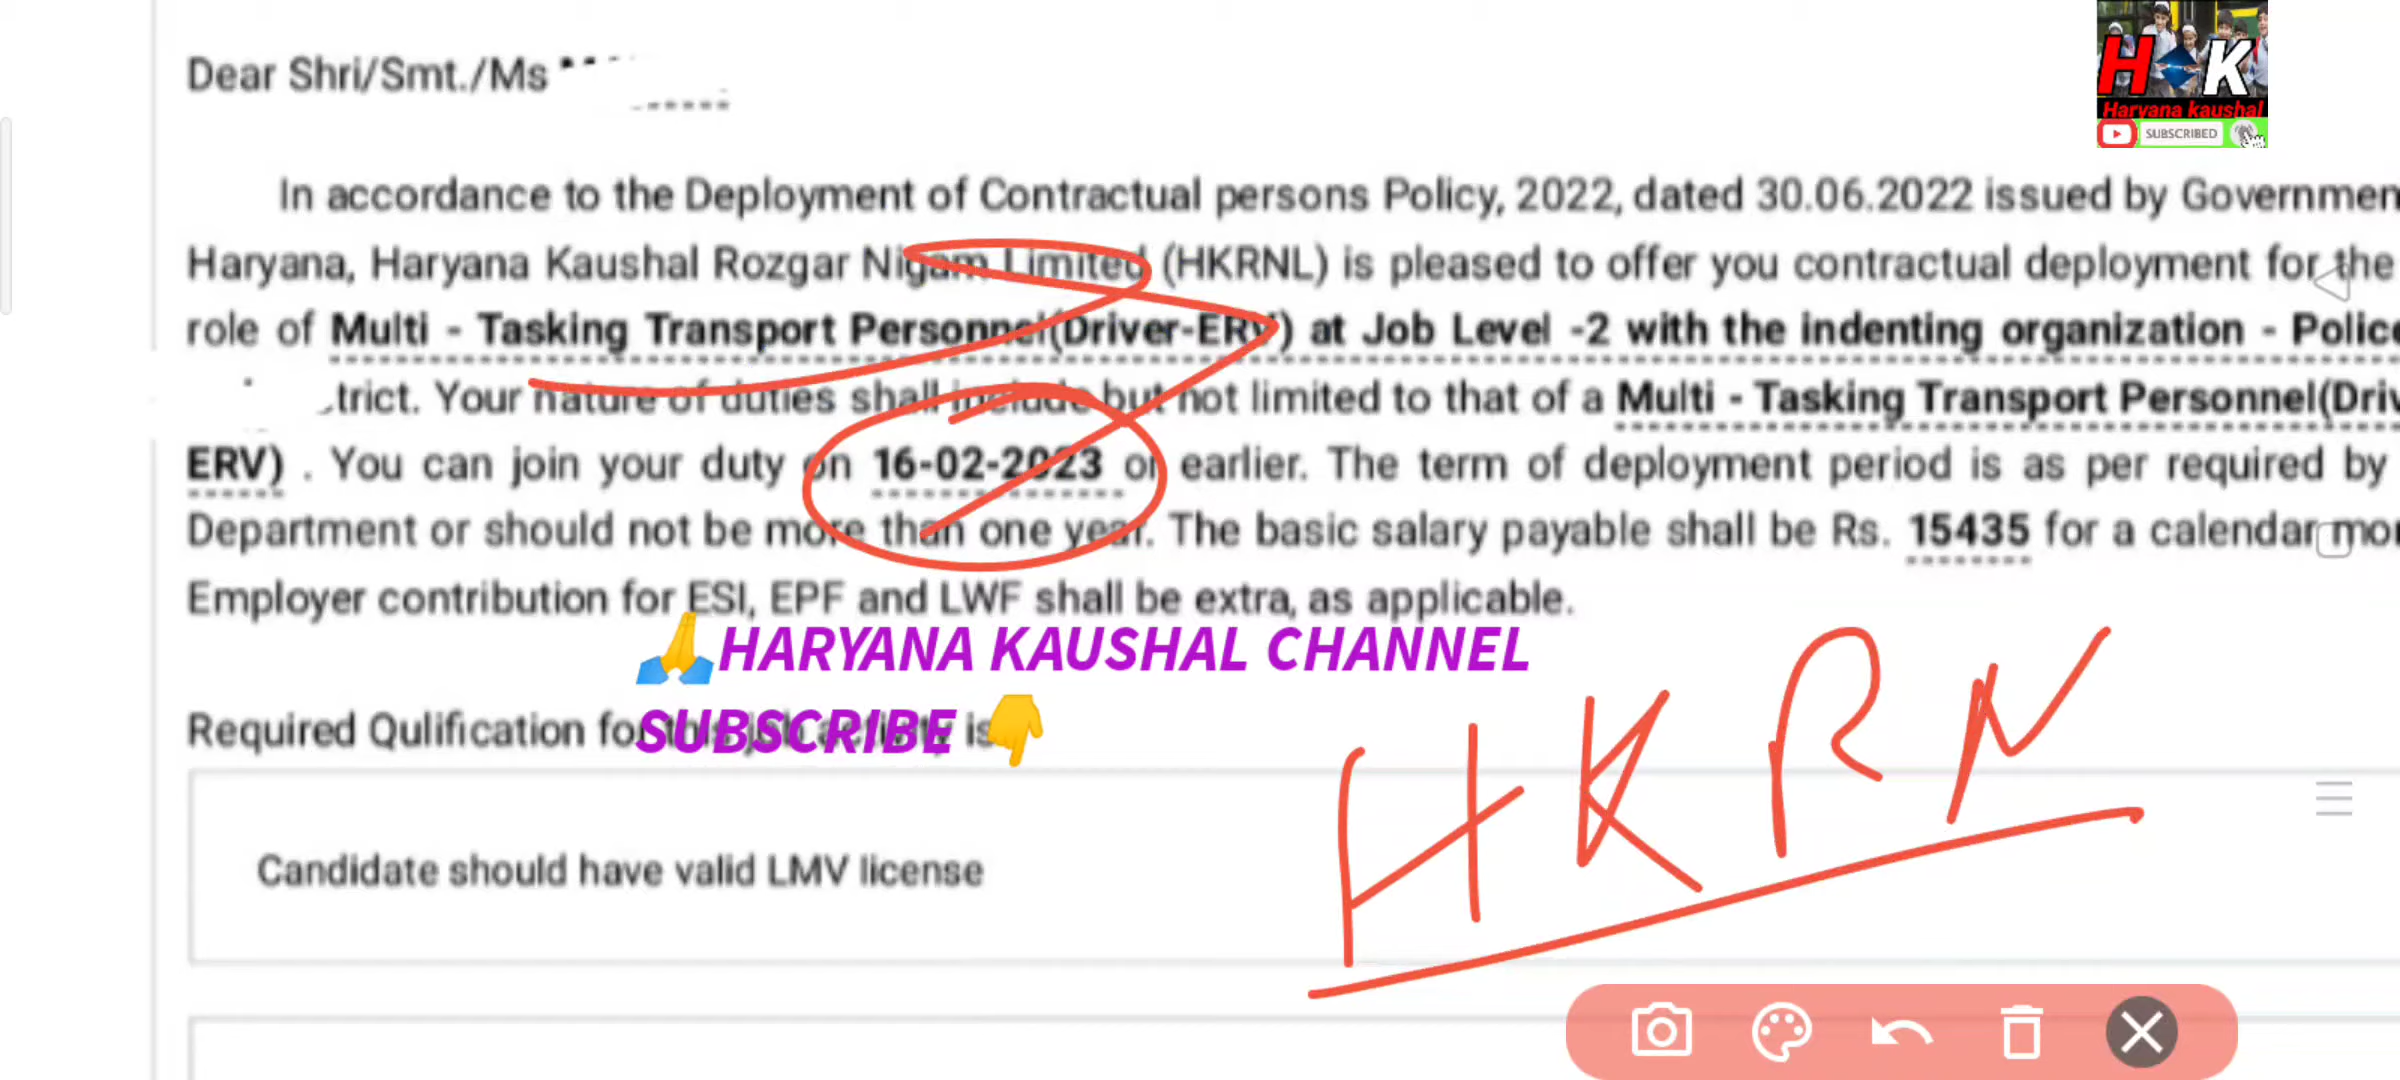 Dear Shri/Smt./Ms
H K
Haryana kaushal
SUBSCRIBED
In accordance to the Deployment of Contractual persons Policy, 2022, dated 30.06.2022 issued by Governmen
Haryana, Haryana Kaushal Rozgar Nigam Limited (HKRNL) is pleased to offer you contractual deployment for the
role of Multi - Tasking Transport Personnel(Driver-ERV) at Job Level -2 with the indenting organization - Polic
trict. Your nature of duties shall include but not limited to that of a Multi - Tasking Transport Personnel(Driv
ERV) . You can join your duty on 16-02-2023 or earlier. The term of deployment period is as per required by
Department or should not be more than one year. The basic salary payable shall be Rs. 15435 for a calendar mo
Employer contribution for ESI, EPF and LWF shall be extra, as applicable.
🙏HARYANA KAUSHAL CHANNEL
SUBSCRIBE👇
Required Qulification for this job activity is
HKRN
Candidate should have valid LMV license